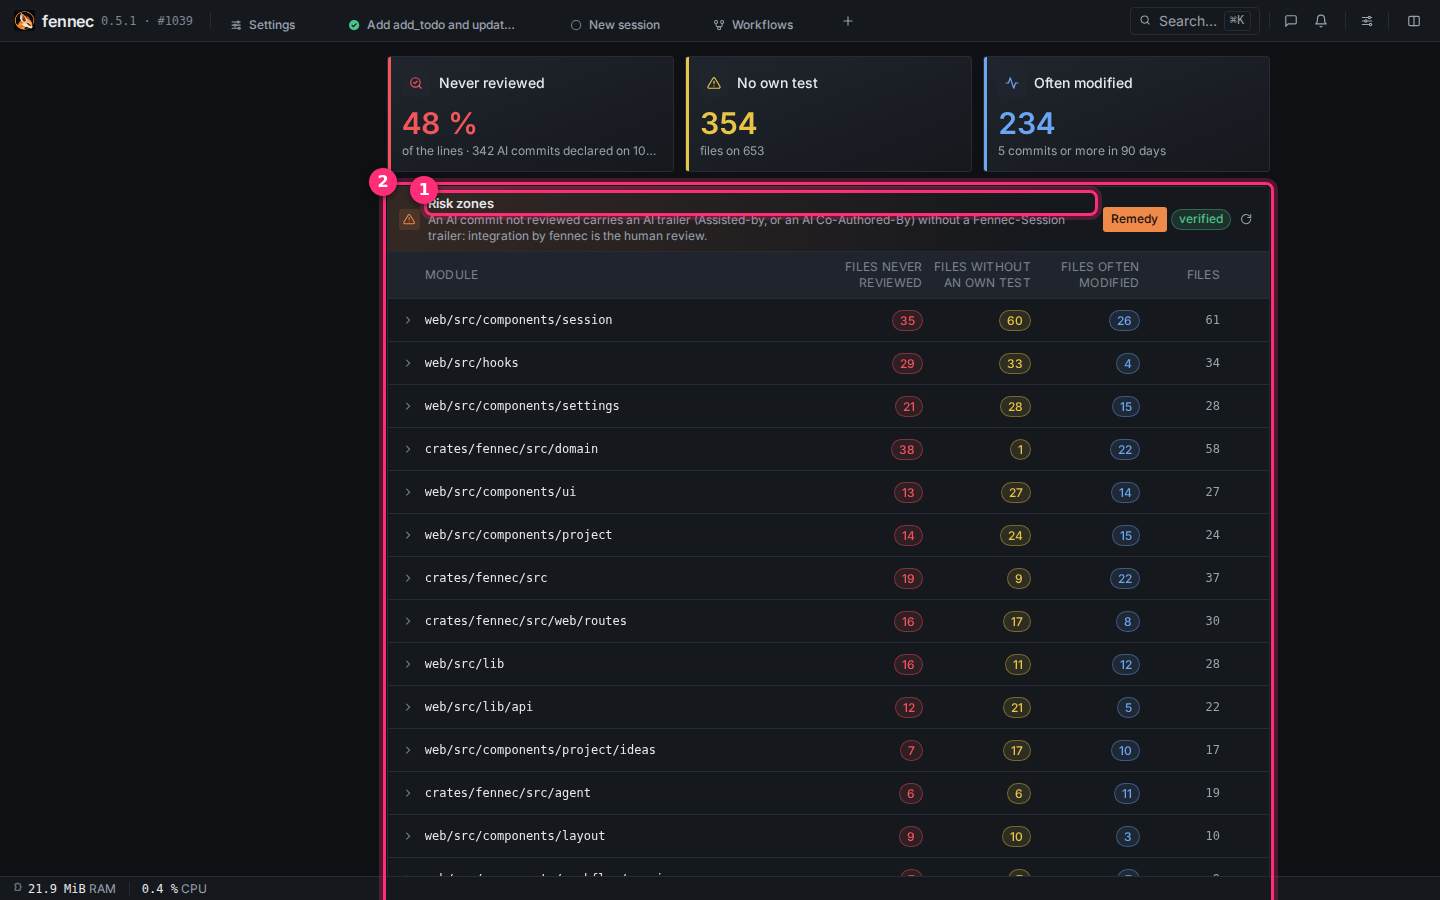 fennec 0.5.1 · #1039 Settings Add add_todo and updat... New session Workflows + Search... ⌘K
Never reviewed
48 %
of the lines · 342 AI commits declared on 10...
No own test
354
files on 653
Often modified
234
5 commits or more in 90 days
2
1
Risk zones
An AI commit not reviewed carries an AI trailer (Assisted-by, or an AI Co-Authored-By) without a Fennec-Session
trailer: integration by fennec is the human review.
Remedy verified
MODULE FILES NEVER REVIEWED FILES WITHOUT AN OWN TEST FILES OFTEN MODIFIED FILES
web/src/components/session 35 60 26 61
web/src/hooks 29 33 4 34
web/src/components/settings 21 28 15 28
crates/fennec/src/domain 38 1 22 58
web/src/components/ui 13 27 14 27
web/src/components/project 14 24 15 24
crates/fennec/src 19 9 22 37
crates/fennec/src/web/routes 16 17 8 30
web/src/lib 16 11 12 28
web/src/lib/api 12 21 5 22
web/src/components/project/ideas 7 17 10 17
crates/fennec/src/agent 6 6 11 19
web/src/components/layout 9 10 3 10
21.9 MiB RAM 0.4 % CPU